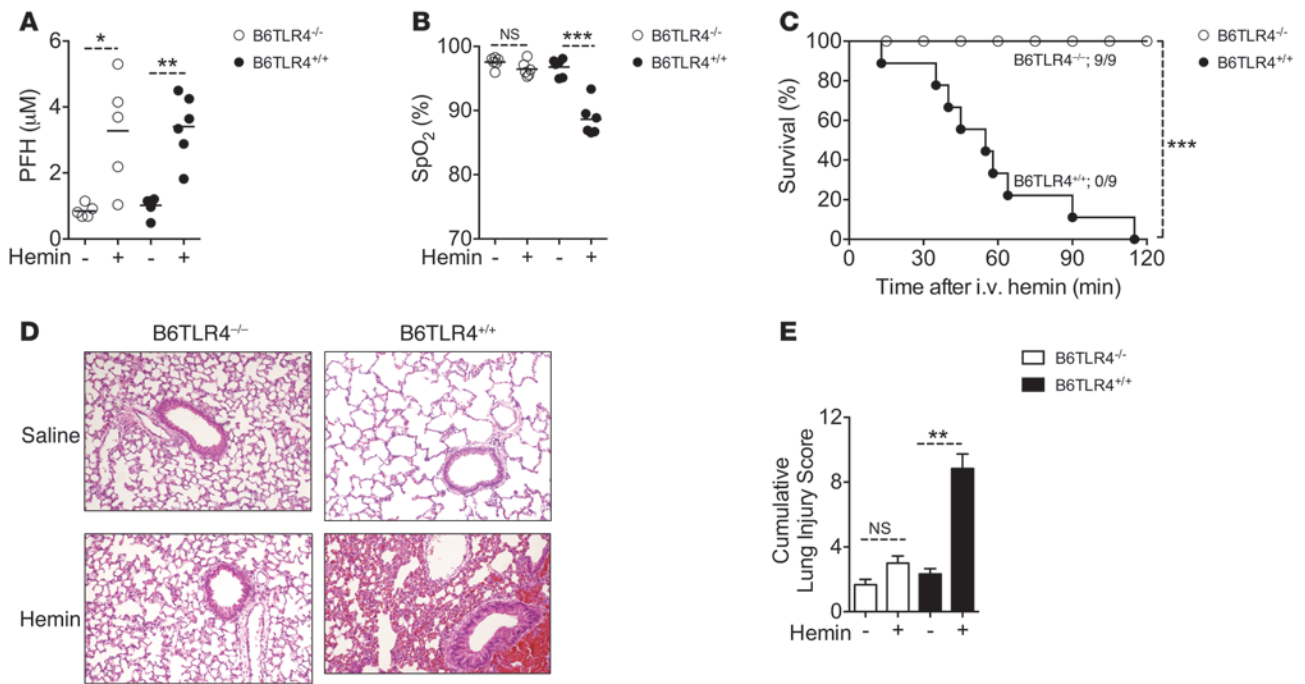 A
B6TLR4-/-
B6TLR4+/+
*
**
6
4
2
0
PFH (µM)
Hemin - + - +
B
B6TLR4-/-
B6TLR4+/+
NS
***
100
90
80
70
SpO2 (%)
Hemin - + - +
C
B6TLR4-/-
B6TLR4+/+
100
80
60
40
20
0
Survival (%)
B6TLR4–/–; 9/9
B6TLR4+/+; 0/9
***
0 30 60 90 120
Time after i.v. hemin (min)
D
B6TLR4–/– B6TLR4+/+
Saline
Hemin
E
B6TLR4-/-
B6TLR4+/+
12
8
4
0
Cumulative
Lung Injury Score
NS
**
Hemin - + - +